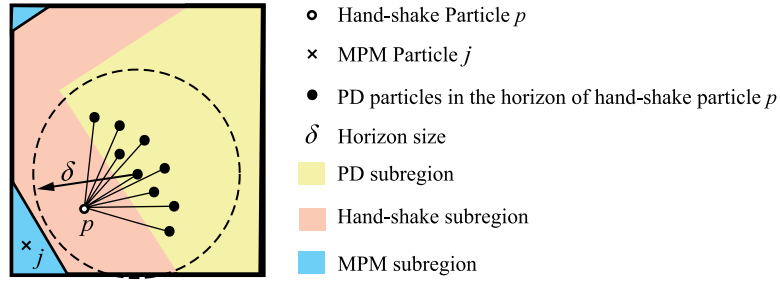 δ
p
j
Hand-shake Particle p
× MPM Particle j
PD particles in the horizon of hand-shake particle p
δ Horizon size
PD subregion
Hand-shake subregion
MPM subregion